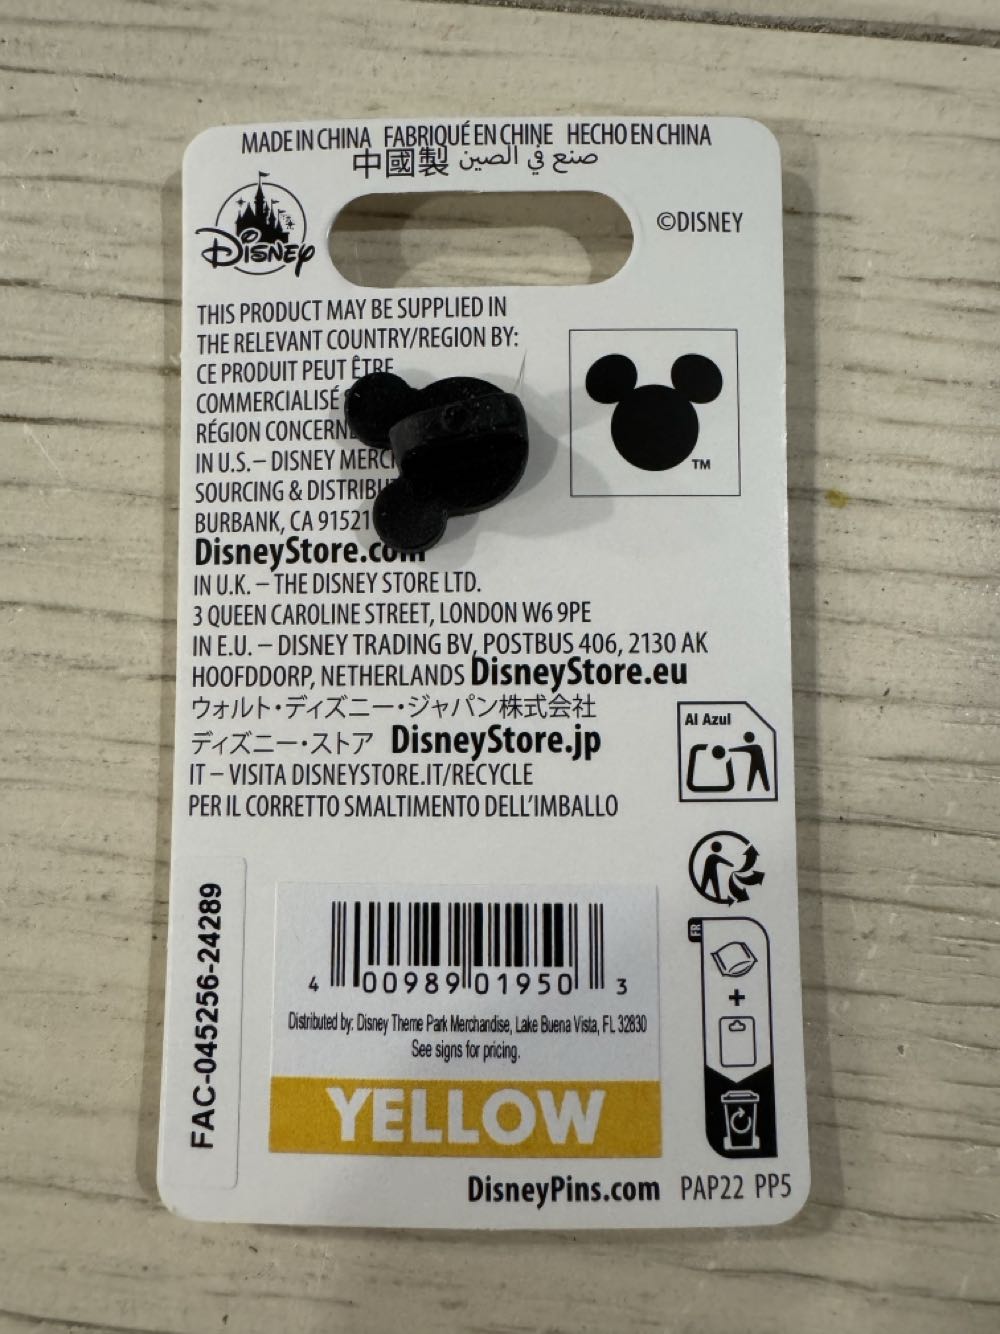 MADE IN CHINA FABRIQUÉ EN CHINE HECHO EN CHINA
中國製 صنع في الصين
Disney
©DISNEY
THIS PRODUCT MAY BE SUPPLIED IN
THE RELEVANT COUNTRY/REGION BY:
CE PRODUIT PEUT ÊTRE
COMMERCIALISÉ
RÉGION
IN U.S. – DISNEY
SOURCING &
BURBANK, CA 91521
DisneyStore.com
IN U.K. – THE DISNEY STORE LTD.
3 QUEEN CAROLINE STREET, LONDON W6 9PE
IN E.U. – DISNEY TRADING BV, POSTBUS 406, 2130 AK
HOOFDDORP, NETHERLANDS DisneyStore.eu
ウォルト・ディズニー・ジャパン株式会社
ディズニー・ストア DisneyStore.jp
IT – VISITA DISNEYSTORE.IT/RECYCLE
PER IL CORRETTO SMALTIMENTO DELL'IMBALLO
TM
Al Azul
FR
+
FAC-045256-24289
4 00989 01950 3
Distributed by: Disney Theme Park Merchandise, Lake Buena Vista, FL 32830
See signs for pricing.
YELLOW
DisneyPins.com PAP22 PP5